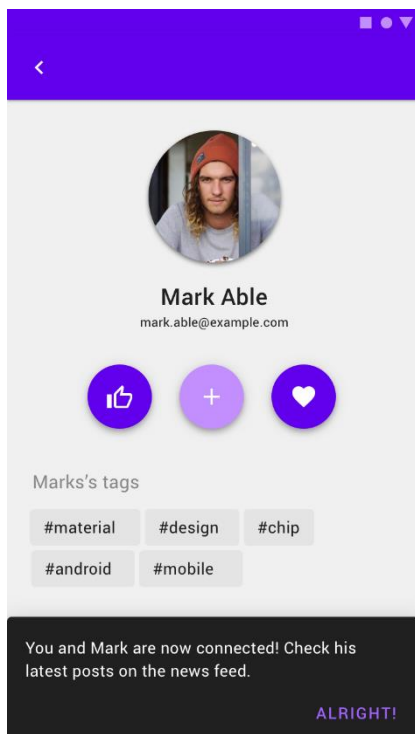 Mark Able
mark.able@example.com
Marks's tags
#material #design #chip
#android #mobile
You and Mark are now connected! Check his
latest posts on the news feed.
ALRIGHT!